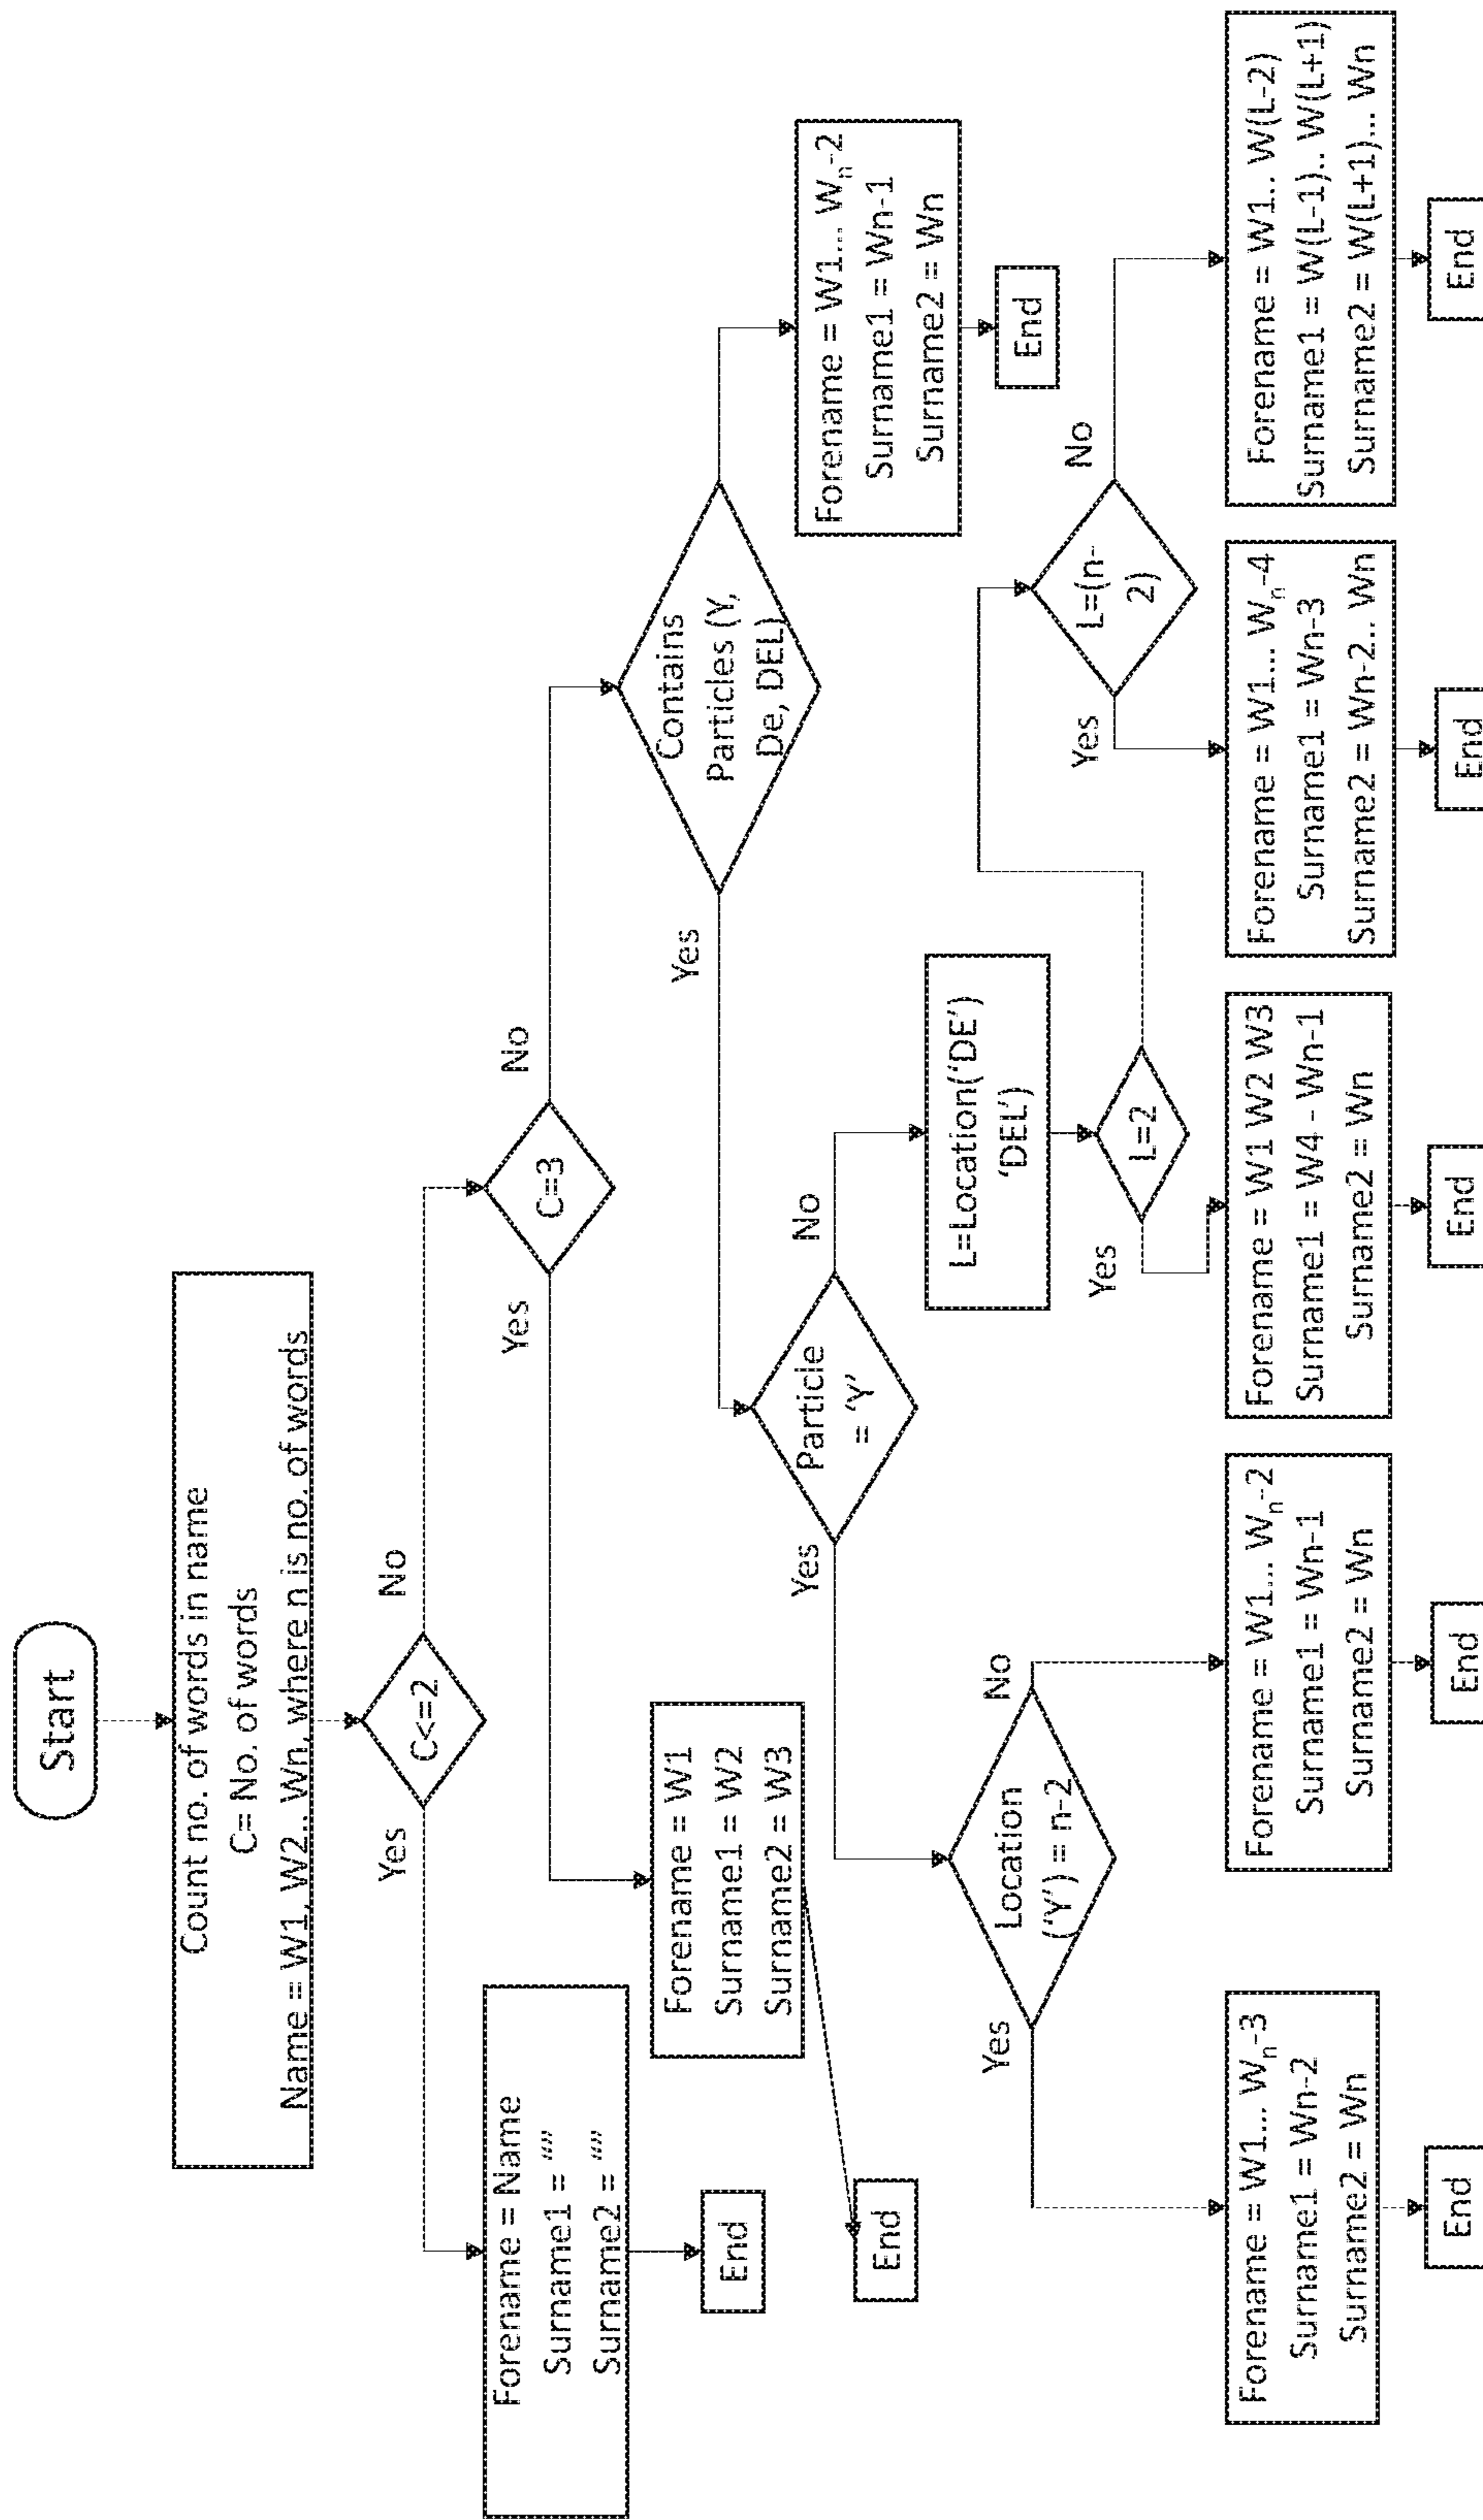 Start
Count no. of words in name
C= No. of words
Name = W1, W2.. Wn, where n is no. of words
C<=2
Yes
No
Forename = Name
Surname1 = “”
Surname2 = “”
End
C=3
Yes
No
Forename = W1
Surname1 = W2
Surname2 = W3
End
Contains
Particles (Y,
De, DEL)
Yes
No
Forename = W1... Wn-2
Surname1 = Wn-1
Surname2 = Wn
End
Particle
= ‘Y’
Yes
No
Location
(‘Y’) = n-2
Yes
No
L=Location(‘DE’)
‘DEL’)
L=2
Yes
L=(n-
2)
Yes
No
Forename = W1... Wn-3
Surname1 = Wn-2
Surname2 = Wn
End
Forename = W1... Wn-2
Surname1 = Wn-1
Surname2 = Wn
End
Forename = W1 W2 W3
Surname1 = W4 - Wn-1
Surname2 = Wn
End
Forename = W1... Wn-4
Surname1 = Wn-3
Surname2 = Wn-2... Wn
End
Forename = W1.. W(L-2)
Surname1 = W(L-1).. W(L+1)
Surname2 = W(L+1)... Wn
End